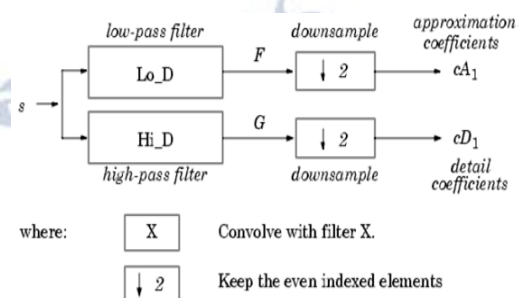 low-pass filter
downsample
approximation
coefficients
s
Lo_D
F
↓ 2
cA1
Hi_D
G
↓ 2
cD1
high-pass filter
downsample
detail
coefficients
where:
X
Convolve with filter X.
↓ 2
Keep the even indexed elements